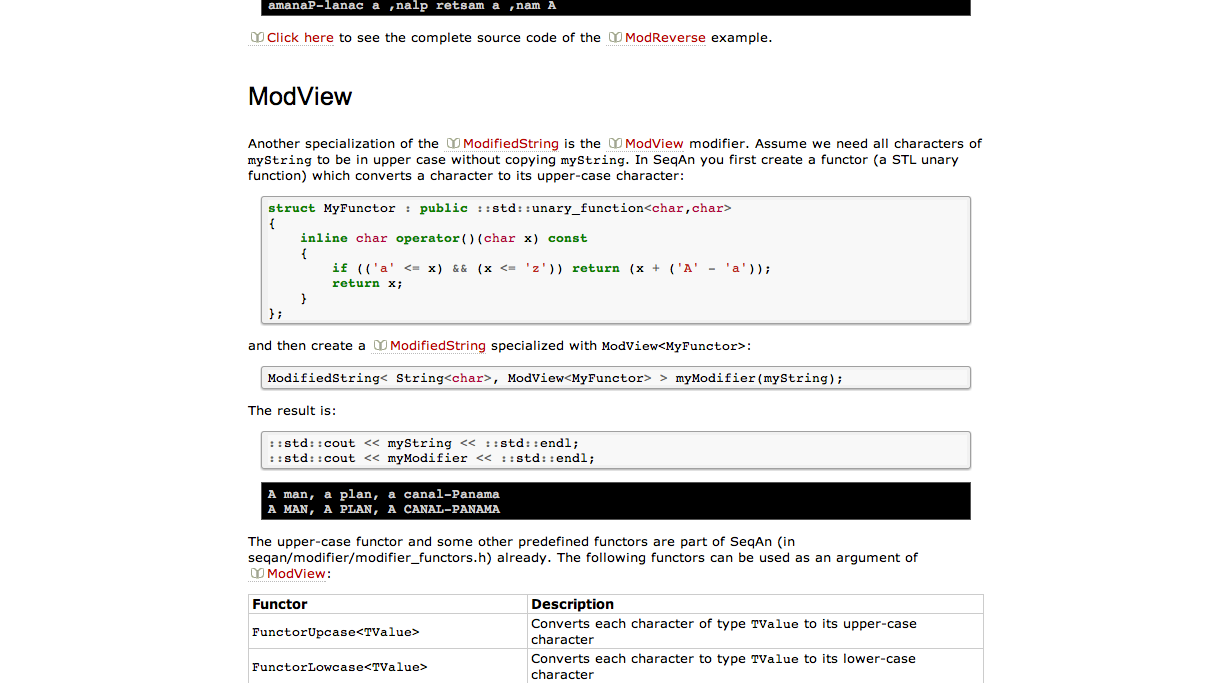 amanaP-lanac a ,nalp retsam a ,nam A
Click here to see the complete source code of the ModReverse example.
ModView
Another specialization of the ModifiedString is the ModView modifier. Assume we need all characters of
myString to be in upper case without copying myString. In SeqAn you first create a functor (a STL unary
function) which converts a character to its upper-case character:
struct MyFunctor : public ::std::unary_function<char,char>
{
    inline char operator()(char x) const
    {
        if (('a' <= x) && (x <= 'z')) return (x + ('A' - 'a'));
        return x;
    }
};
and then create a ModifiedString specialized with ModView<MyFunctor>:
ModifiedString< String<char>, ModView<MyFunctor> > myModifier(myString);
The result is:
::std::cout << myString << ::std::endl;
::std::cout << myModifier << ::std::endl;
A man, a plan, a canal-Panama
A MAN, A PLAN, A CANAL-PANAMA
The upper-case functor and some other predefined functors are part of SeqAn (in
seqan/modifier/modifier_functors.h) already. The following functors can be used as an argument of
ModView:
Functor Description
FunctorUpcase<TValue> Converts each character of type TValue to its upper-case
character
FunctorLowcase<TValue> Converts each character to type TValue to its lower-case
character